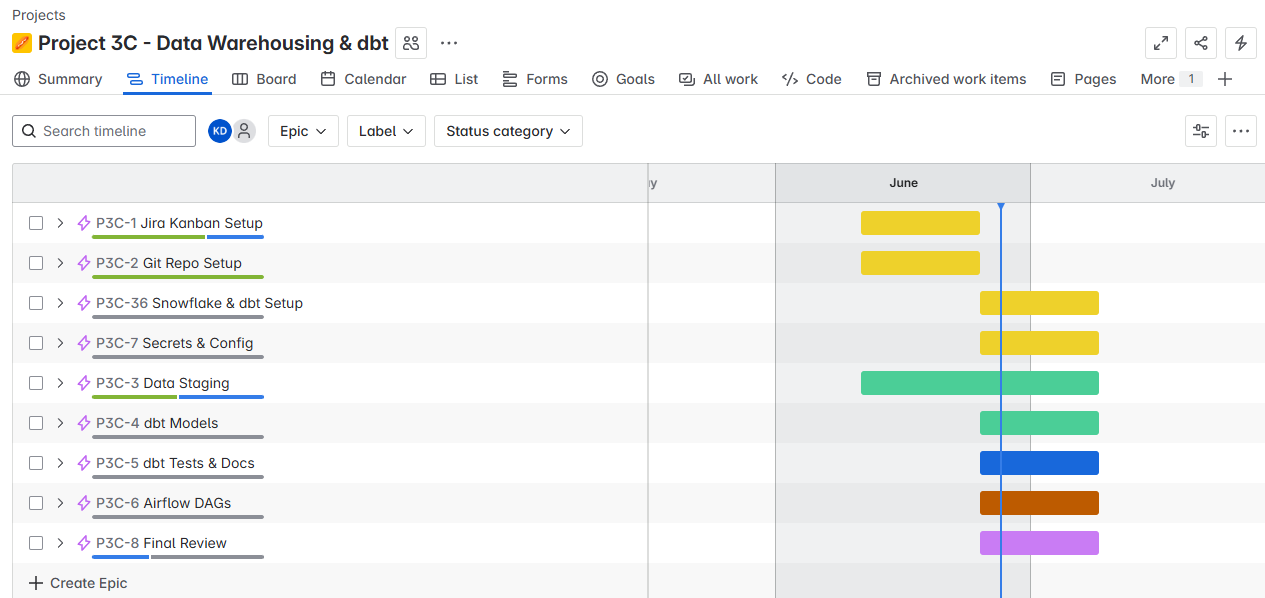 Projects
Project 3C - Data Warehousing & dbt
Summary Timeline Board Calendar List Forms Goals All work Code Archived work items Pages More 1
Search timeline KD Epic Label Status category
y June July
P3C-1 Jira Kanban Setup
P3C-2 Git Repo Setup
P3C-36 Snowflake & dbt Setup
P3C-7 Secrets & Config
P3C-3 Data Staging
P3C-4 dbt Models
P3C-5 dbt Tests & Docs
P3C-6 Airflow DAGs
P3C-8 Final Review
Create Epic